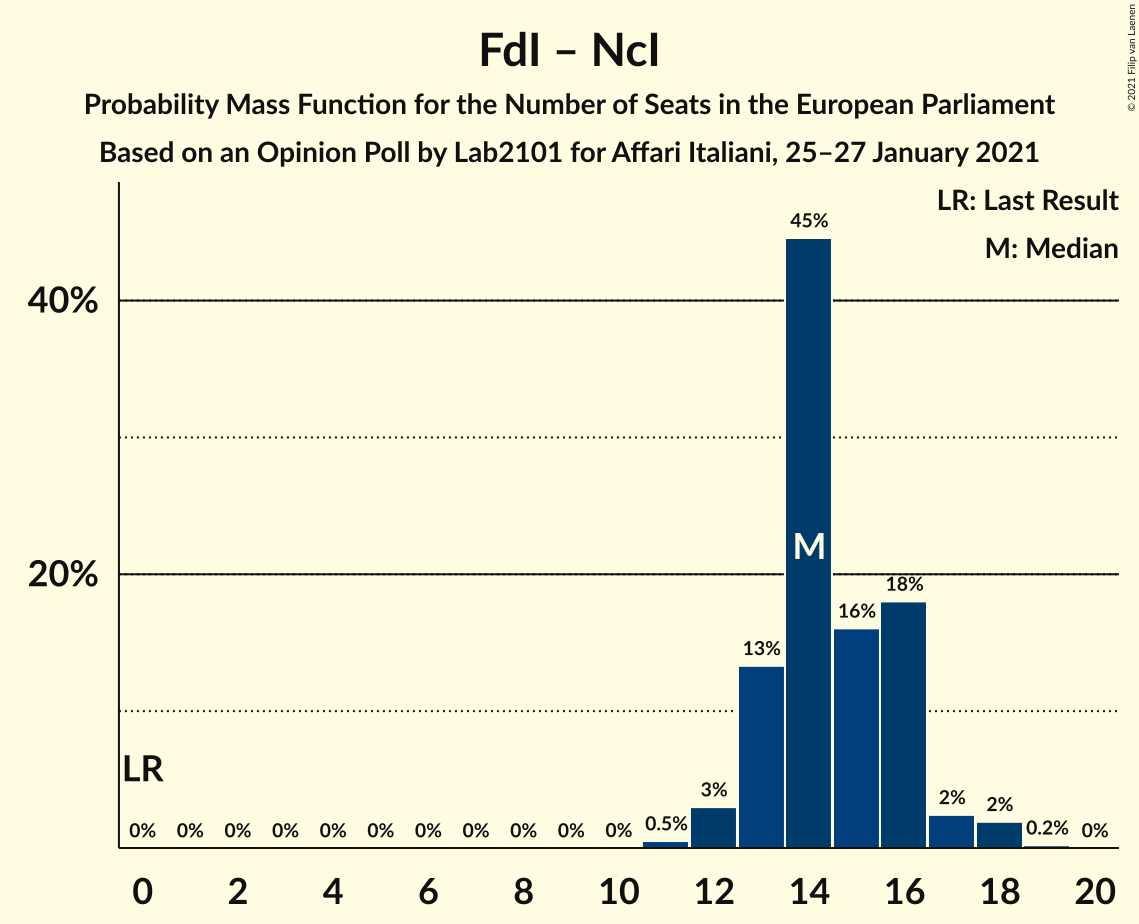 FdI – NcI
Probability Mass Function for the Number of Seats in the European Parliament
Based on an Opinion Poll by Lab2101 for Affari Italiani, 25–27 January 2021
© 2021 Filip van Laenen
LR: Last Result
M: Median
45%
40%
M
20%
18%
16%
13%
LR
3%
2%
2%
0% 0% 0% 0% 0% 0% 0% 0% 0% 0% 0% 0.5% 0.2% 0%
0 2 4 6 8 10 12 14 16 18 20